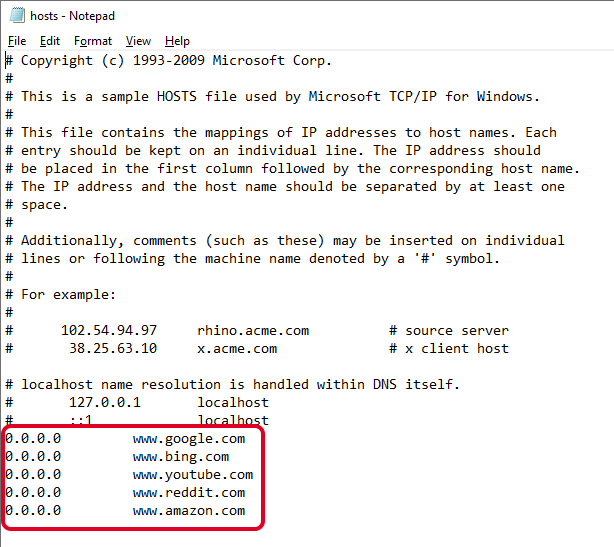 hosts - Notepad
File Edit Format View Help
# Copyright (c) 1993-2009 Microsoft Corp.
#
# This is a sample HOSTS file used by Microsoft TCP/IP for Windows.
#
# This file contains the mappings of IP addresses to host names. Each
# entry should be kept on an individual line. The IP address should
# be placed in the first column followed by the corresponding host name.
# The IP address and the host name should be separated by at least one
# space.
#
# Additionally, comments (such as these) may be inserted on individual
# lines or following the machine name denoted by a '#' symbol.
#
# For example:
#
#      102.54.94.97     rhino.acme.com          # source server
#       38.25.63.10     x.acme.com              # x client host

# localhost name resolution is handled within DNS itself.
#       127.0.0.1       localhost
#       ::1             localhost
0.0.0.0         www.google.com
0.0.0.0         www.bing.com
0.0.0.0         www.youtube.com
0.0.0.0         www.reddit.com
0.0.0.0         www.amazon.com